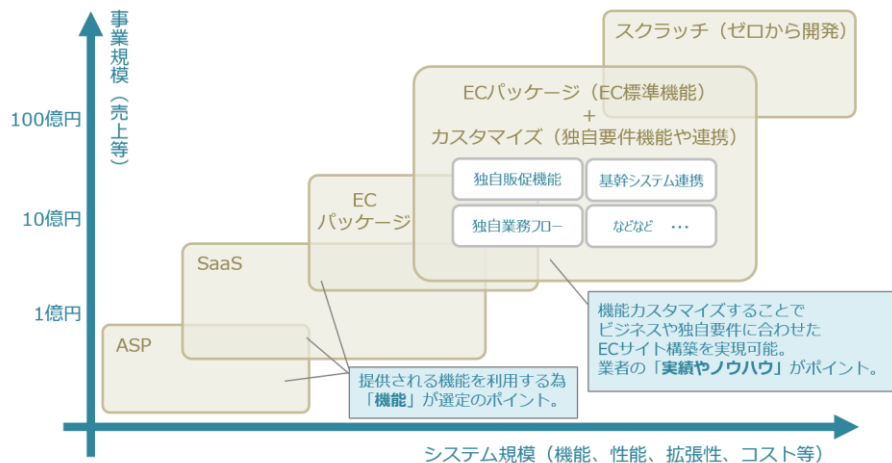 事業規模（売上等）
100億円
10億円
1億円
スクラッチ（ゼロから開発）
ECパッケージ（EC標準機能）
+
カスタマイズ（独自要件機能や連携）
独自販促機能
基幹システム連携
独自業務フロー
などなど ･･･
EC
パッケージ
SaaS
ASP
機能カスタマイズすることで
ビジネスや独自要件に合わせた
ECサイト構築を実現可能。
業者の「実績やノウハウ」がポイント。
提供される機能を利用する為
「機能」が選定のポイント。
システム規模（機能、性能、拡張性、コスト等）